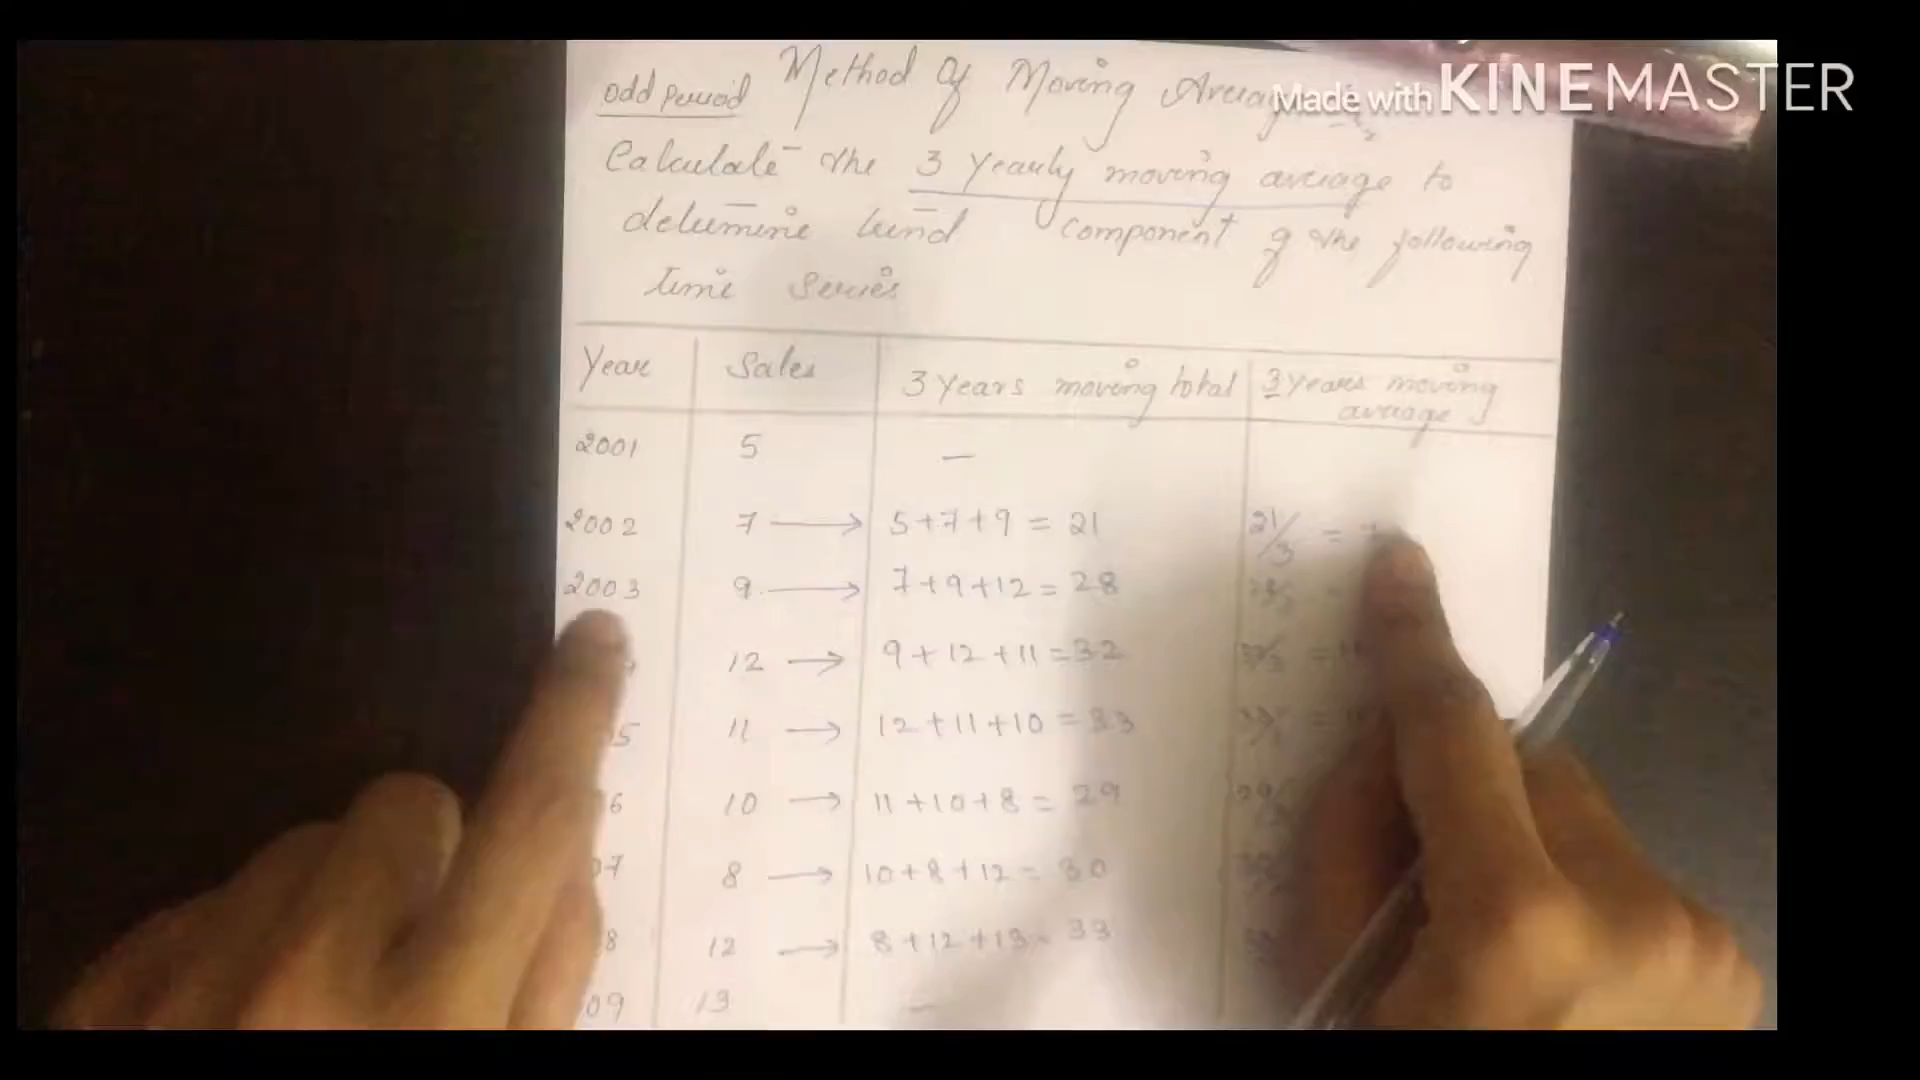 Made with KINEMASTER
odd period Method Of Moving
Calculate the 3 Yearly moving average to
determine trend component of the following
time series
Year Sales 3 Years moving total 3 years moving
average
2001 5 —
2002 7 → 5+7+9 = 21 21/3 =
2003 9 → 7+9+12 = 28
12 → 9+12+11 = 32
11 → 12+11+10 = 33
10 → 11+10+8 = 29
8 → 10+8+12 = 30
12 → 8+12+13 = 33
09 13 —